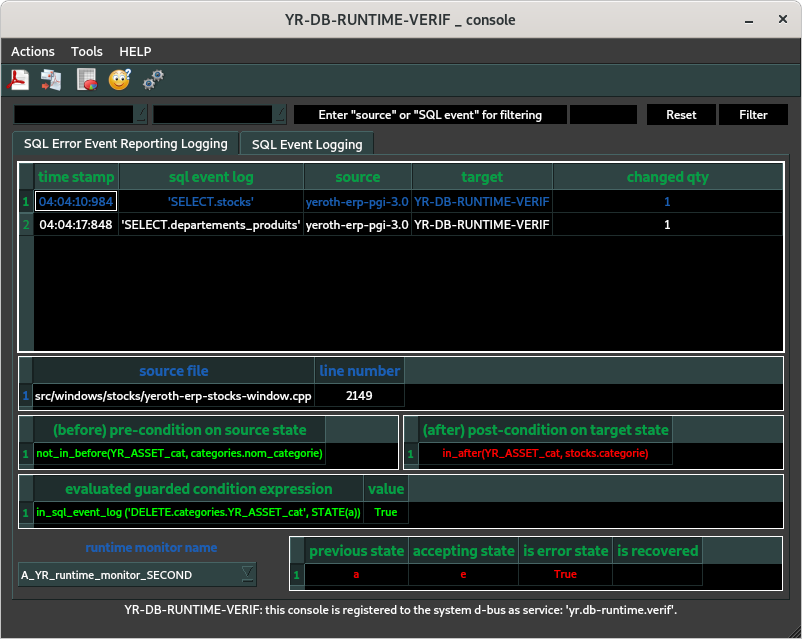 YR-DB-RUNTIME-VERIF _ console
Actions Tools HELP
Enter "source" or "SQL event" for filtering Reset Filter
SQL Error Event Reporting Logging SQL Event Logging
time stamp sql event log source target changed qty
1 04:04:10:984 'SELECT.stocks' yeroth-erp-pgi-3.0 YR-DB-RUNTIME-VERIF 1
2 04:04:17:848 'SELECT.departements_produits' yeroth-erp-pgi-3.0 YR-DB-RUNTIME-VERIF 1
source file line number
1 src/windows/stocks/yeroth-erp-stocks-window.cpp 2149
(before) pre-condition on source state (after) post-condition on target state
1 not_in_before(YR_ASSET_cat, categories.nom_categorie) 1 in_after(YR_ASSET_cat, stocks.categorie)
evaluated guarded condition expression value
1 in_sql_event_log ('DELETE.categories.YR_ASSET_cat', STATE(a)) True
runtime monitor name previous state accepting state is error state is recovered
A_YR_runtime_monitor_SECOND 1 a e True
YR-DB-RUNTIME-VERIF: this console is registered to the system d-bus as service: 'yr.db-runtime.verif'.